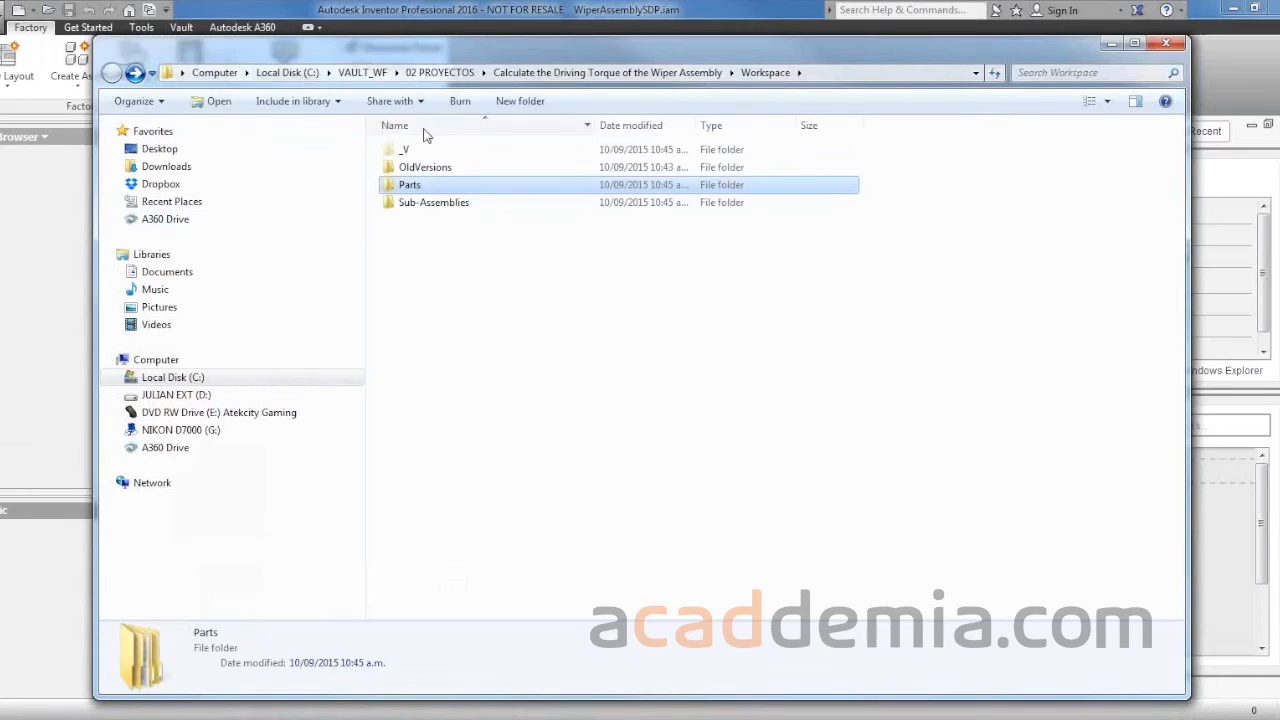 Autodesk Inventor Professional 2016 - NOT FOR RESALE WiperAssemblySDP.iam
Search Help & Commands...
Sign In
Factory Get Started Tools Vault Autodesk A360
Layout Create As
Facto
Computer Local Disk (C:) VAULT_WF 02 PROYECTOS Calculate the Driving Torque of the Wiper Assembly Workspace
Search Workspace
Organize Open Include in library Share with Burn New folder
Name Date modified Type Size
_V 10/09/2015 10:45 a... File folder
OldVersions 10/09/2015 10:43 a... File folder
Parts 10/09/2015 10:45 a... File folder
Sub-Assemblies 10/09/2015 10:45 a... File folder
Favorites
Desktop
Downloads
Dropbox
Recent Places
A360 Drive
Libraries
Documents
Music
Pictures
Videos
Computer
Local Disk (C:)
JULIAN EXT (D:)
DVD RW Drive (E:) Atekcity Gaming
NIKON D7000 (G:)
A360 Drive
Network
Browser
Recent
ndows Explorer
s...
ic
Parts
File folder
Date modified: 10/09/2015 10:45 a.m.
acaddemia.com
0